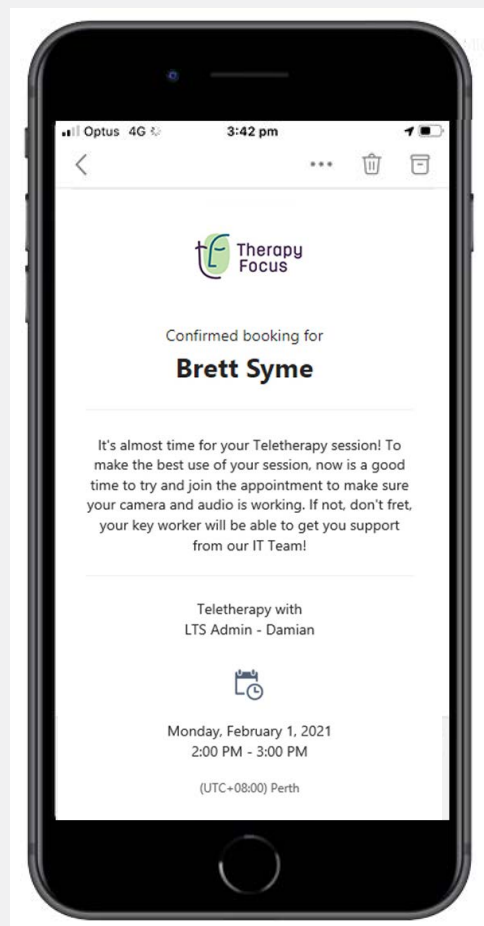 Optus 4G 3:42 pm
Therapy
Focus
Confirmed booking for
Brett Syme
It's almost time for your Teletherapy session! To
make the best use of your session, now is a good
time to try and join the appointment to make sure
your camera and audio is working. If not, don't fret,
your key worker will be able to get you support
from our IT Team!
Teletherapy with
LTS Admin - Damian
Monday, February 1, 2021
2:00 PM - 3:00 PM
(UTC+08:00) Perth